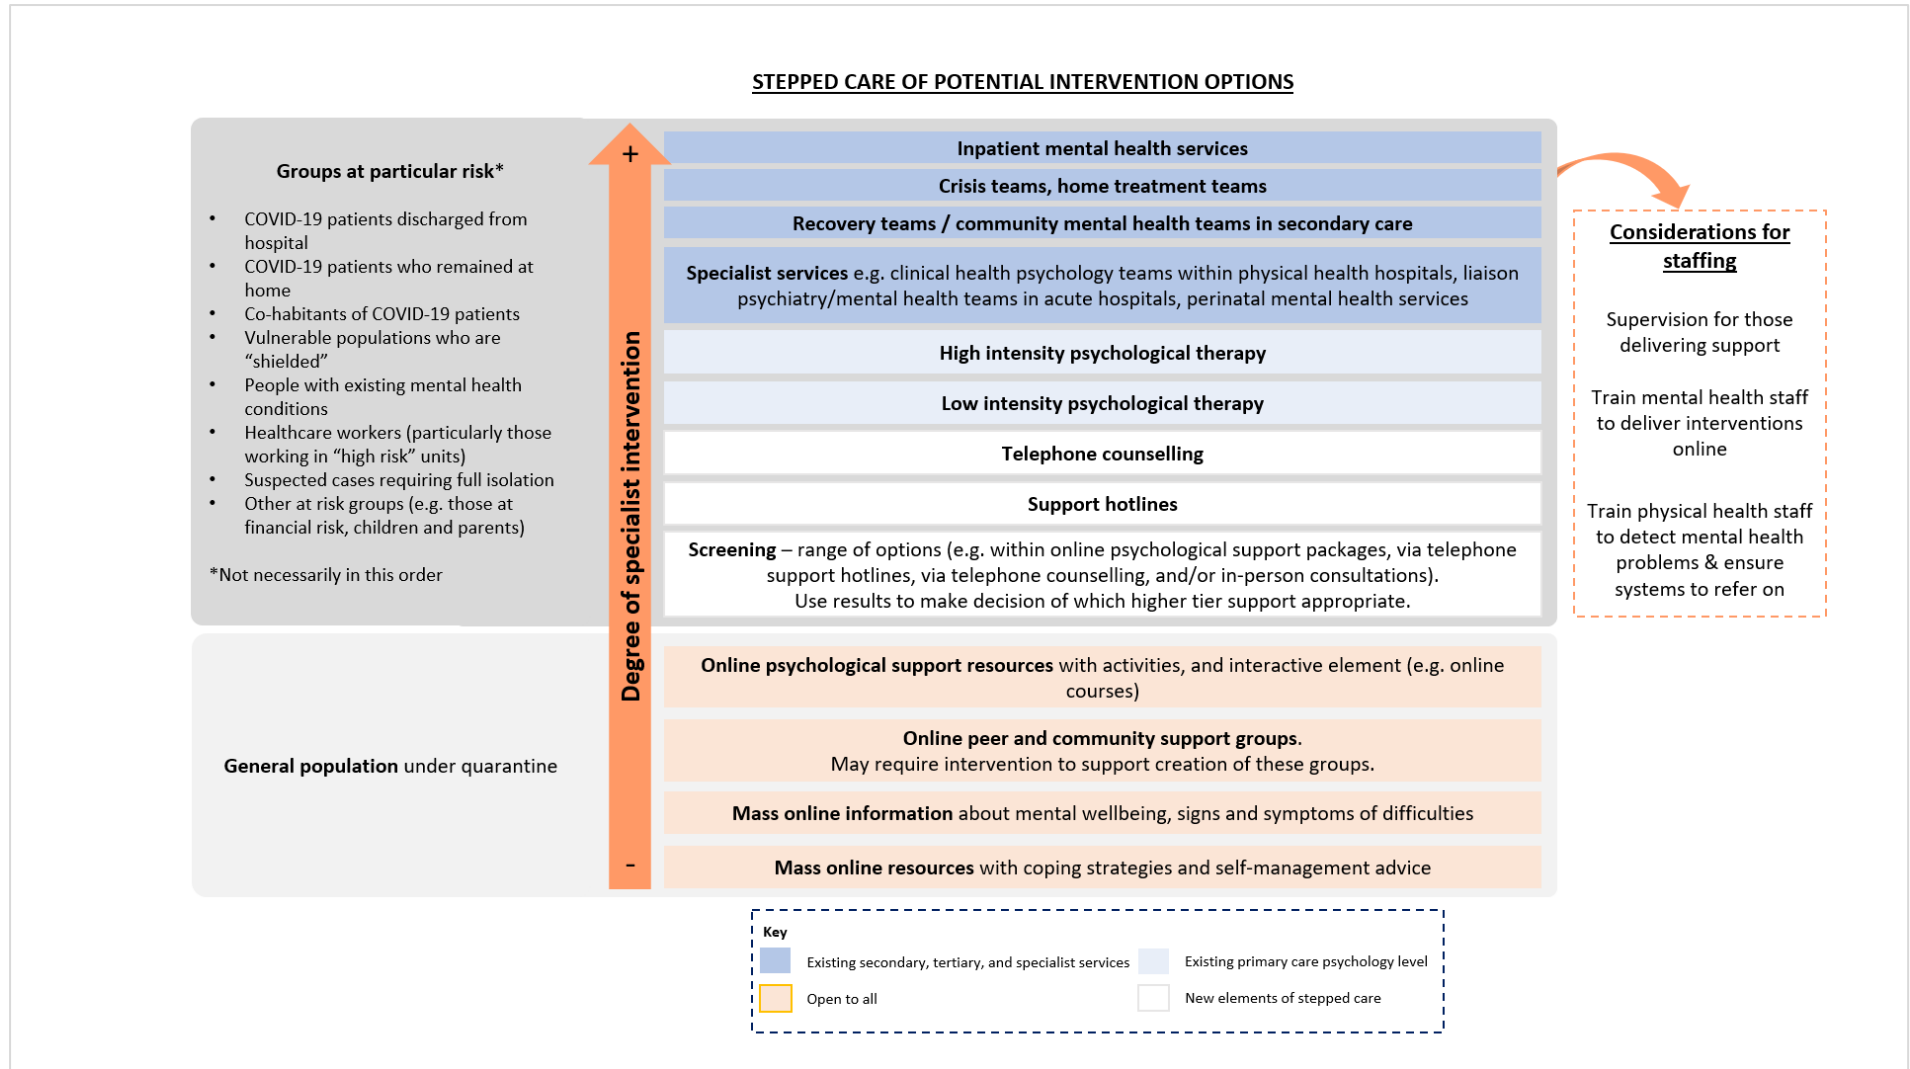 STEPPED CARE OF POTENTIAL INTERVENTION OPTIONS
Groups at particular risk*
• COVID-19 patients discharged from
hospital
• COVID-19 patients who remained at
home
• Co-habitants of COVID-19 patients
• Vulnerable populations who are
“shielded”
• People with existing mental health
conditions
• Healthcare workers (particularly those
working in “high risk” units)
• Suspected cases requiring full isolation
• Other at risk groups (e.g. those at
financial risk, children and parents)
*Not necessarily in this order
General population under quarantine
+
Degree of specialist intervention
-
Inpatient mental health services
Crisis teams, home treatment teams
Recovery teams / community mental health teams in secondary care
Specialist services e.g. clinical health psychology teams within physical health hospitals, liaison
psychiatry/mental health teams in acute hospitals, perinatal mental health services
High intensity psychological therapy
Low intensity psychological therapy
Telephone counselling
Support hotlines
Screening – range of options (e.g. within online psychological support packages, via telephone
support hotlines, via telephone counselling, and/or in-person consultations).
Use results to make decision of which higher tier support appropriate.
Online psychological support resources with activities, and interactive element (e.g. online
courses)
Online peer and community support groups.
May require intervention to support creation of these groups.
Mass online information about mental wellbeing, signs and symptoms of difficulties
Mass online resources with coping strategies and self-management advice
Considerations for
staffing
Supervision for those
delivering support
Train mental health staff
to deliver interventions
online
Train physical health staff
to detect mental health
problems & ensure
systems to refer on
Key
Existing secondary, tertiary, and specialist services
Existing primary care psychology level
Open to all
New elements of stepped care